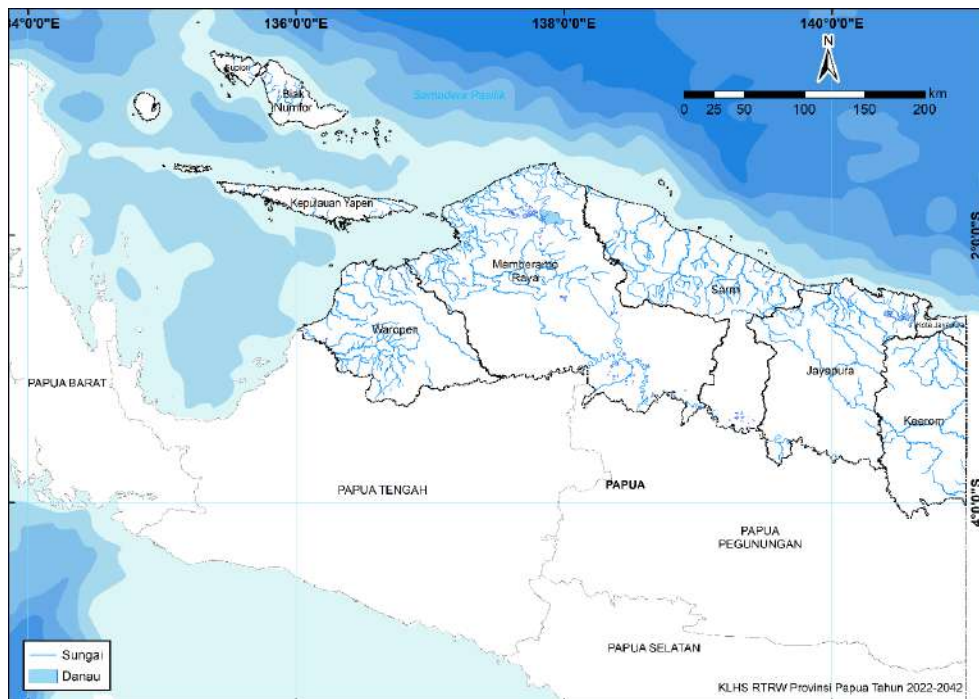 134°0'0"E
136°0'0"E
138°0'0"E
140°0'0"E
N
0 25 50 100 150 200 km
Supiori
Biak
Numfor
Samudera Pasifik
Kepulauan Yapen
2°0'0"S
Mamberamo
Raya
Sarmi
Kota Jayapura
Waropen
Jayapura
PAPUA BARAT
Keerom
PAPUA TENGAH
PAPUA
4°0'0"S
PAPUA
PEGUNUNGAN
PAPUA SELATAN
Sungai
Danau
KLHS RTRW Provinsi Papua Tahun 2022-2042